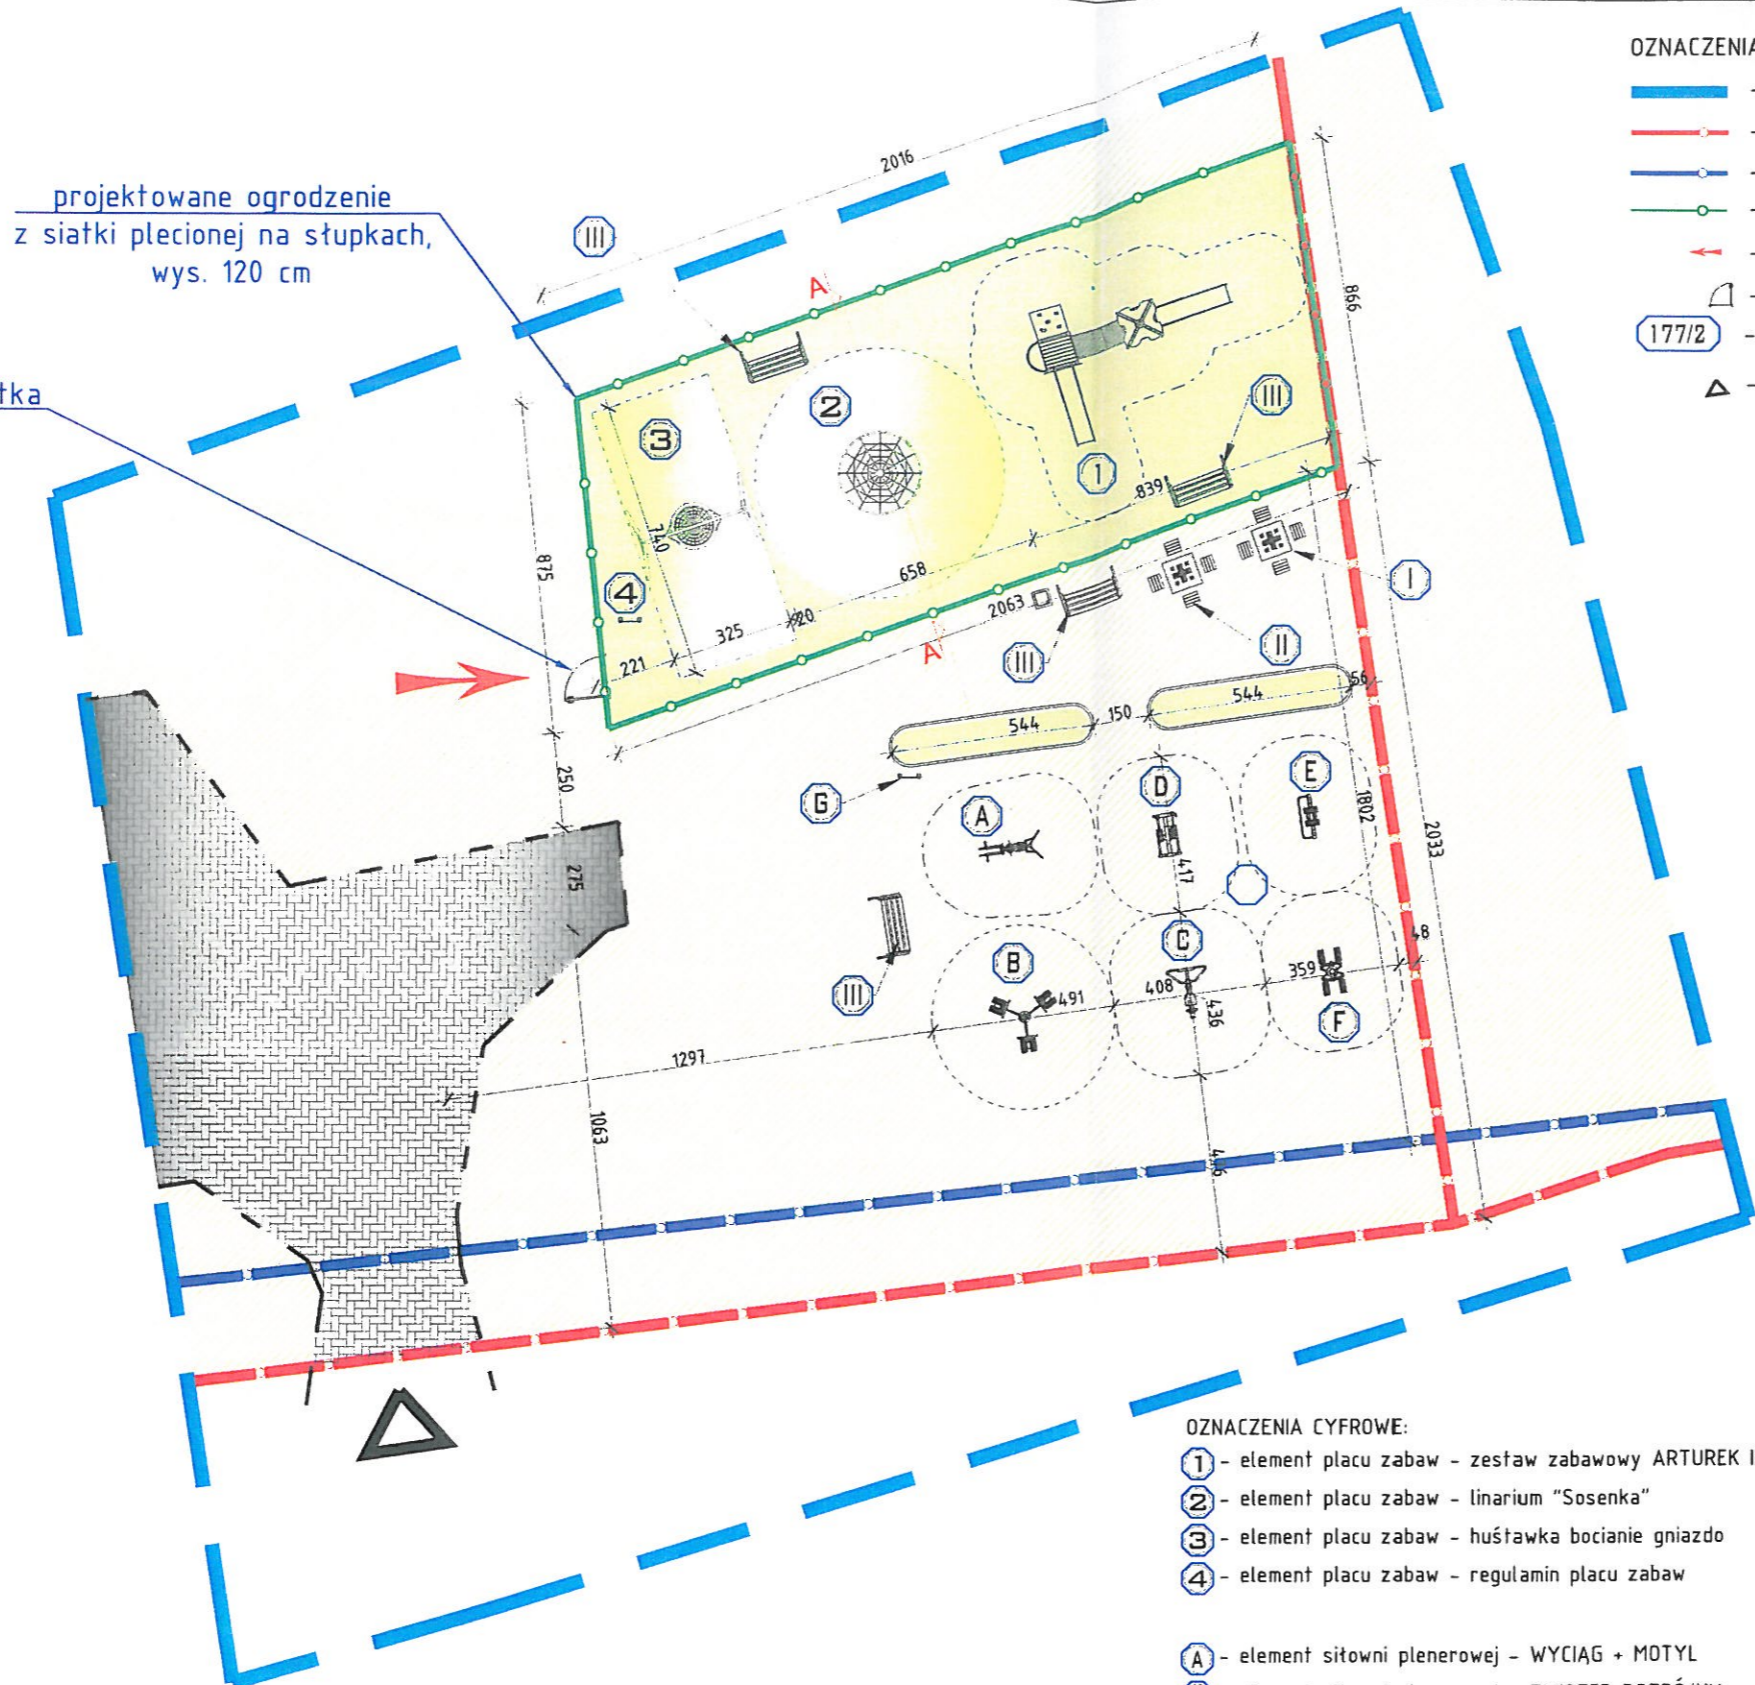 OZNACZENIA
177/2
projektowane ogrodzenie
z siatki plecionej na słupkach,
wys. 120 cm
tka
2016
III
A
866
3
2
1
III
839
740
4
875
658
2063
20
325
221
A
I
II
III
56
544
150
544
250
G
A
D
E
1802
2033
275
417
48
III
B
C
491
408
436
359
F
1297
1063
446
OZNACZENIA CYFROWE:
1 - element placu zabaw - zestaw zabawowy ARTUREK I
2 - element placu zabaw - linarium "Sosenka"
3 - element placu zabaw - huśtawka bocianie gniazdo
4 - element placu zabaw - regulamin placu zabaw
A - element siłowni plenerowej - WYCIĄG + MOTYL